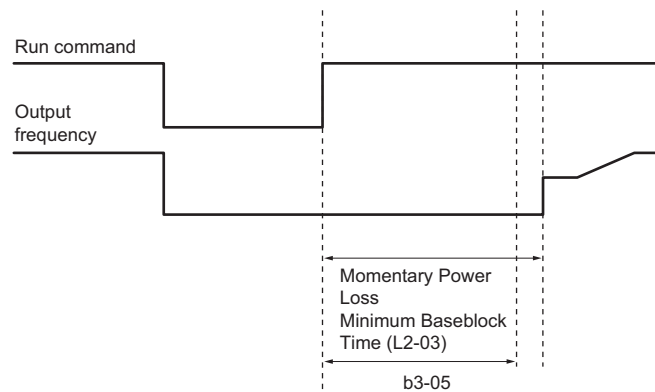 Run command
Output
frequency
Momentary Power
Loss
Minimum Baseblock
Time (L2-03)
b3-05